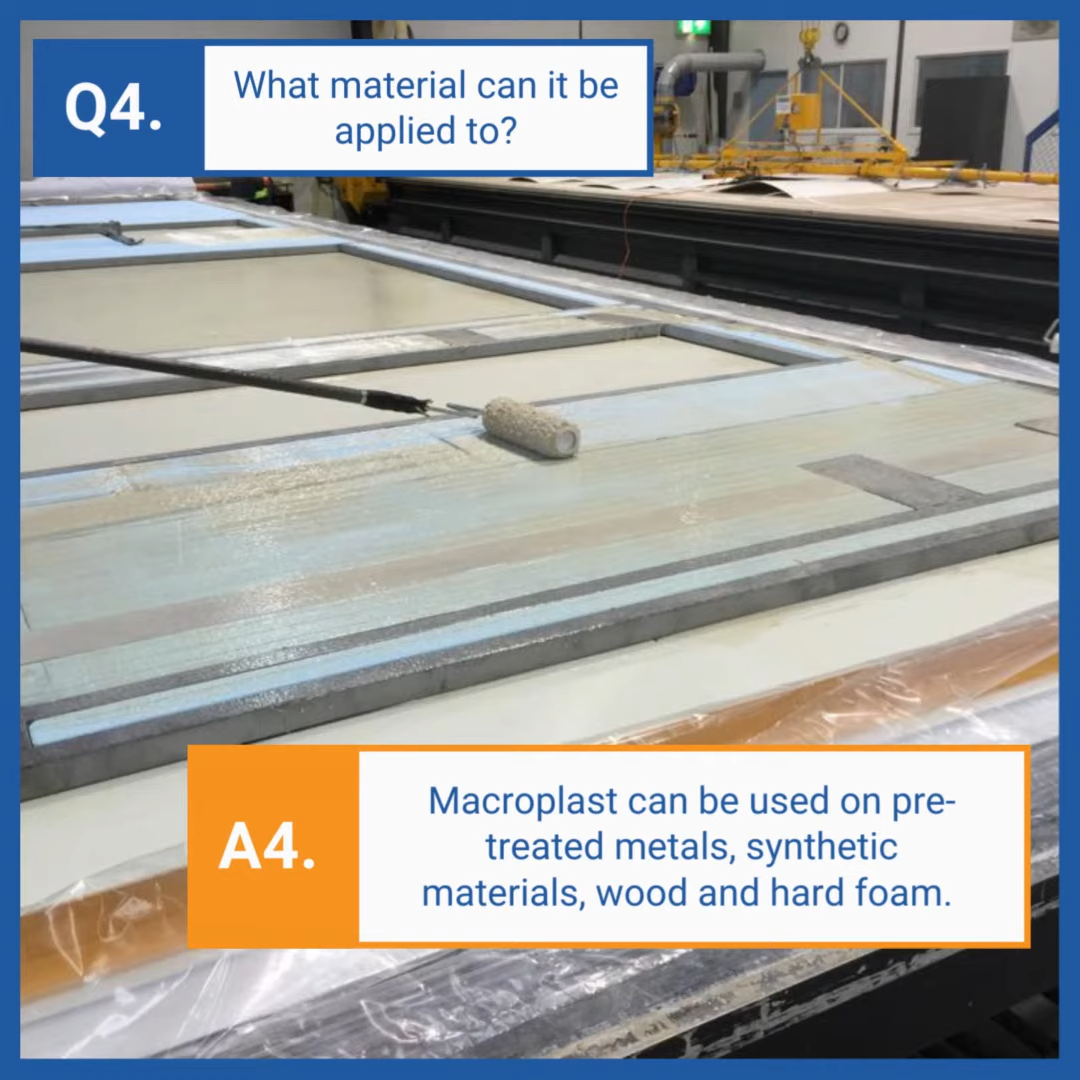 Q4.
What material can it be
applied to?
A4.
Macroplast can be used on pre-
treated metals, synthetic
materials, wood and hard foam.